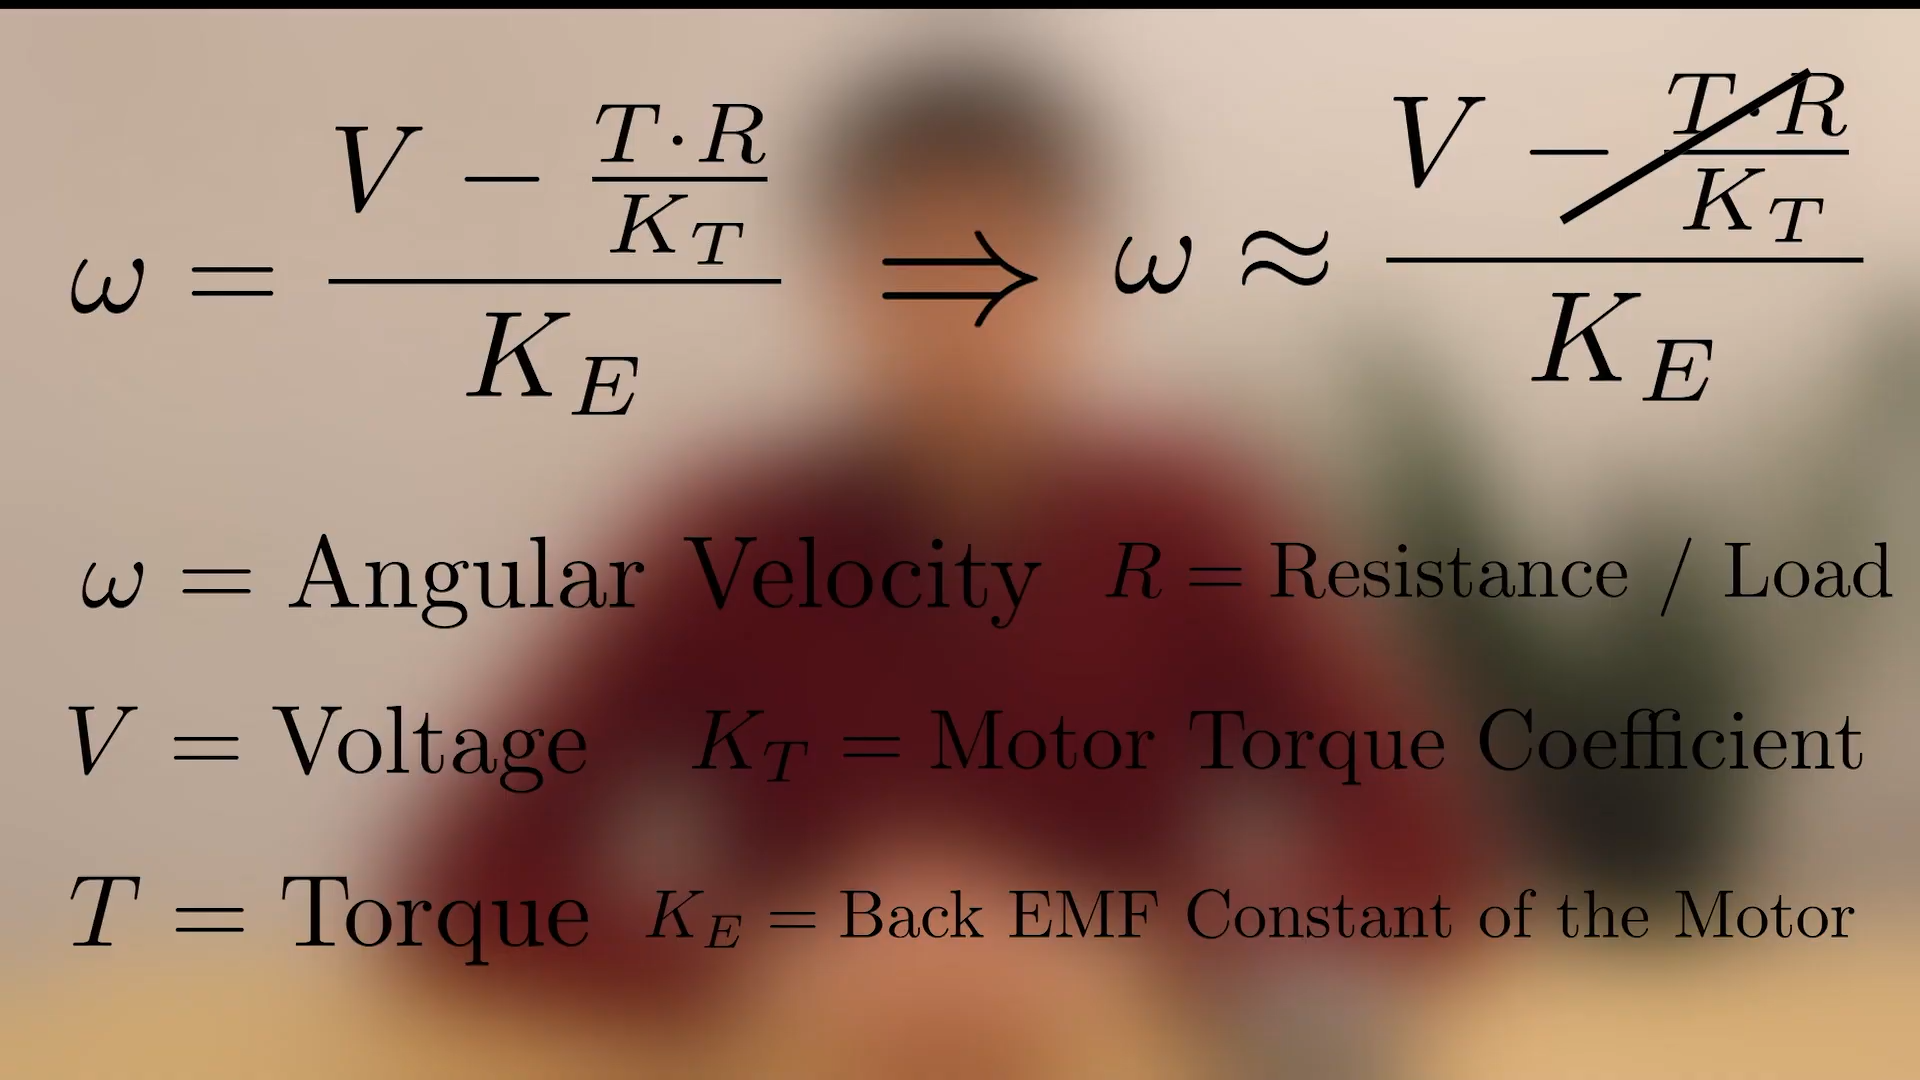 ω = (V − (T · R)/K_T)/K_E ⇒ ω ≈ (V − (T · R)/K_T)/K_E
ω = Angular Velocity R = Resistance / Load
V = Voltage K_T = Motor Torque Coefficient
T = Torque K_E = Back EMF Constant of the Motor